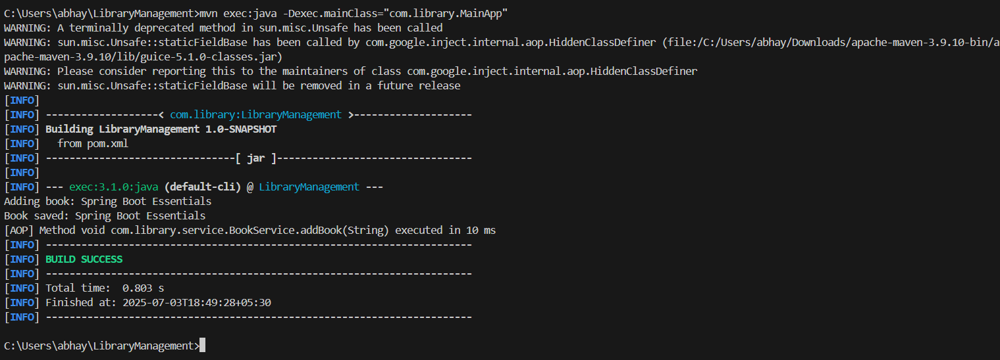 C:\Users\abhay\LibraryManagement>mvn exec:java -Dexec.mainClass="com.library.MainApp"
WARNING: A terminally deprecated method in sun.misc.Unsafe has been called
WARNING: sun.misc.Unsafe::staticFieldBase has been called by com.google.inject.internal.aop.HiddenClassDefiner (file:/C:/Users/abhay/Downloads/apache-maven-3.9.10-bin/a
pache-maven-3.9.10/lib/guice-5.1.0-classes.jar)
WARNING: Please consider reporting this to the maintainers of class com.google.inject.internal.aop.HiddenClassDefiner
WARNING: sun.misc.Unsafe::staticFieldBase will be removed in a future release
[INFO]
[INFO] -------------------< com.library:LibraryManagement >--------------------
[INFO] Building LibraryManagement 1.0-SNAPSHOT
[INFO]   from pom.xml
[INFO] --------------------------------[ jar ]---------------------------------
[INFO]
[INFO] --- exec:3.1.0:java (default-cli) @ LibraryManagement ---
Adding book: Spring Boot Essentials
Book saved: Spring Boot Essentials
[AOP] Method void com.library.service.BookService.addBook(String) executed in 10 ms
[INFO] ------------------------------------------------------------------------
[INFO] BUILD SUCCESS
[INFO] ------------------------------------------------------------------------
[INFO] Total time:  0.803 s
[INFO] Finished at: 2025-07-03T18:49:28+05:30
[INFO] ------------------------------------------------------------------------
C:\Users\abhay\LibraryManagement>